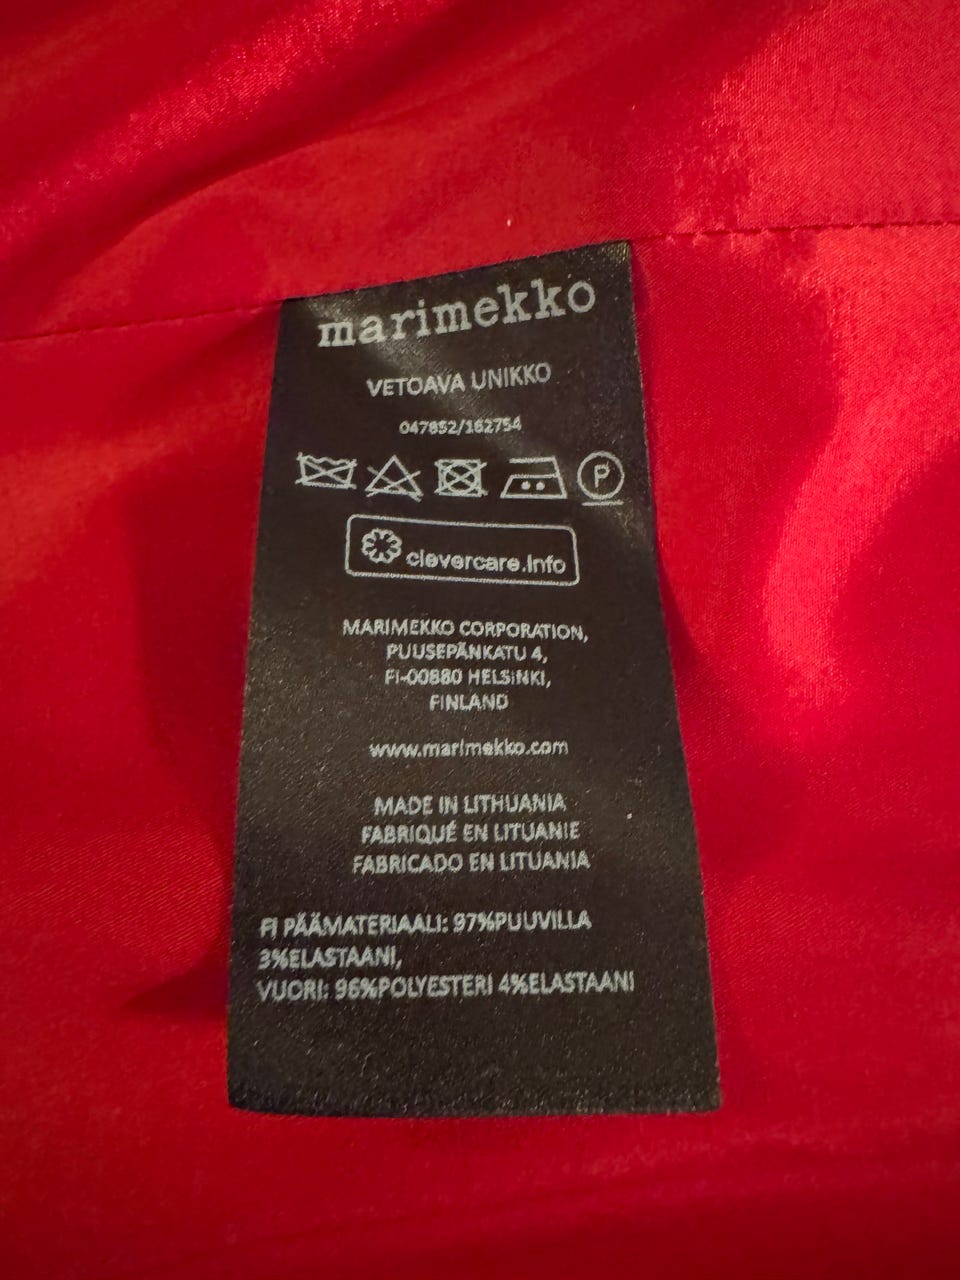 marimekko
VETOAVA UNIKKO
047852/162754
P
clevercare.info
MARIMEKKO CORPORATION,
PUUSEPÄNKATU 4,
FI-00880 HELSINKI,
FINLAND
www.marimekko.com
MADE IN LITHUANIA
FABRIQUÉ EN LITUANIE
FABRICADO EN LITUANIA
FI PÄÄMATERIAALI: 97%PUUVILLA
3%ELASTAANI,
VUORI: 96%POLYESTERI 4%ELASTAANI